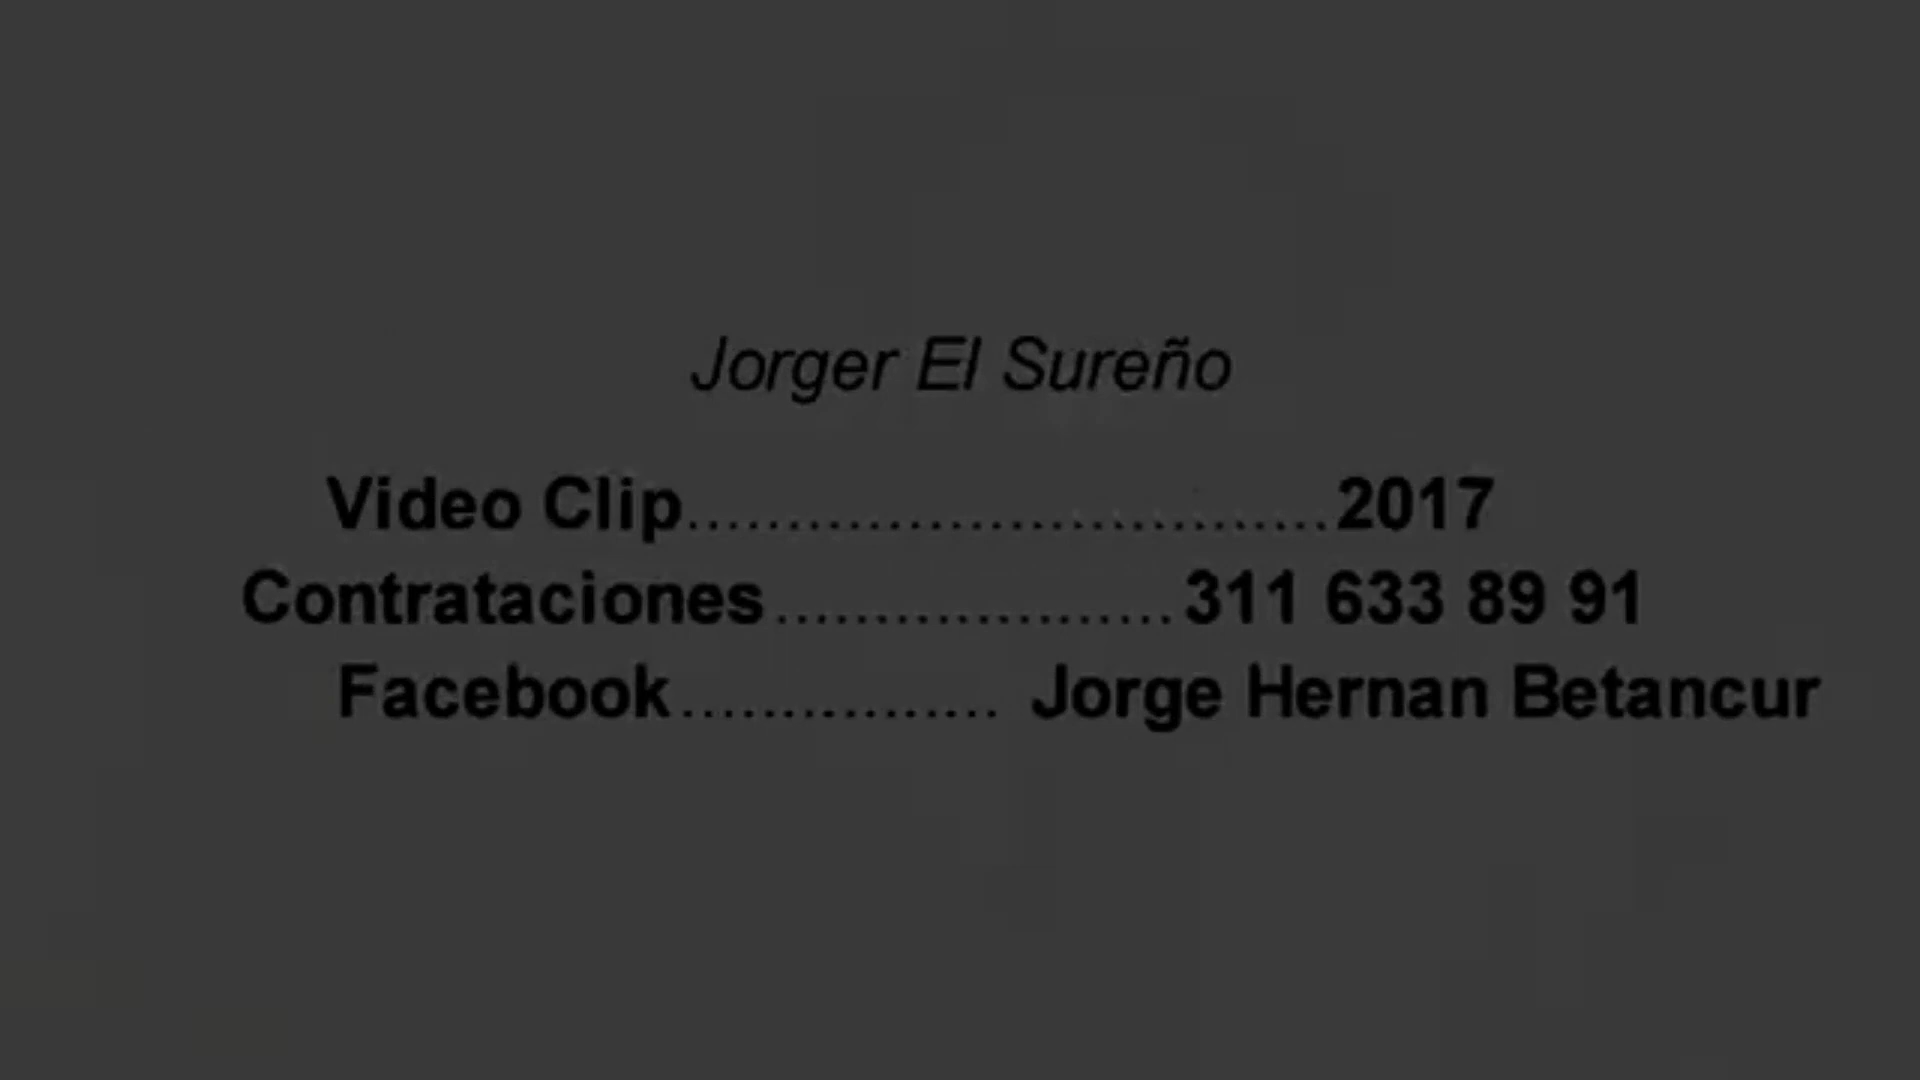 Jorger El Sureño
Video Clip................................2017
Contrataciones....................311 633 89 91
Facebook................ Jorge Hernan Betancur